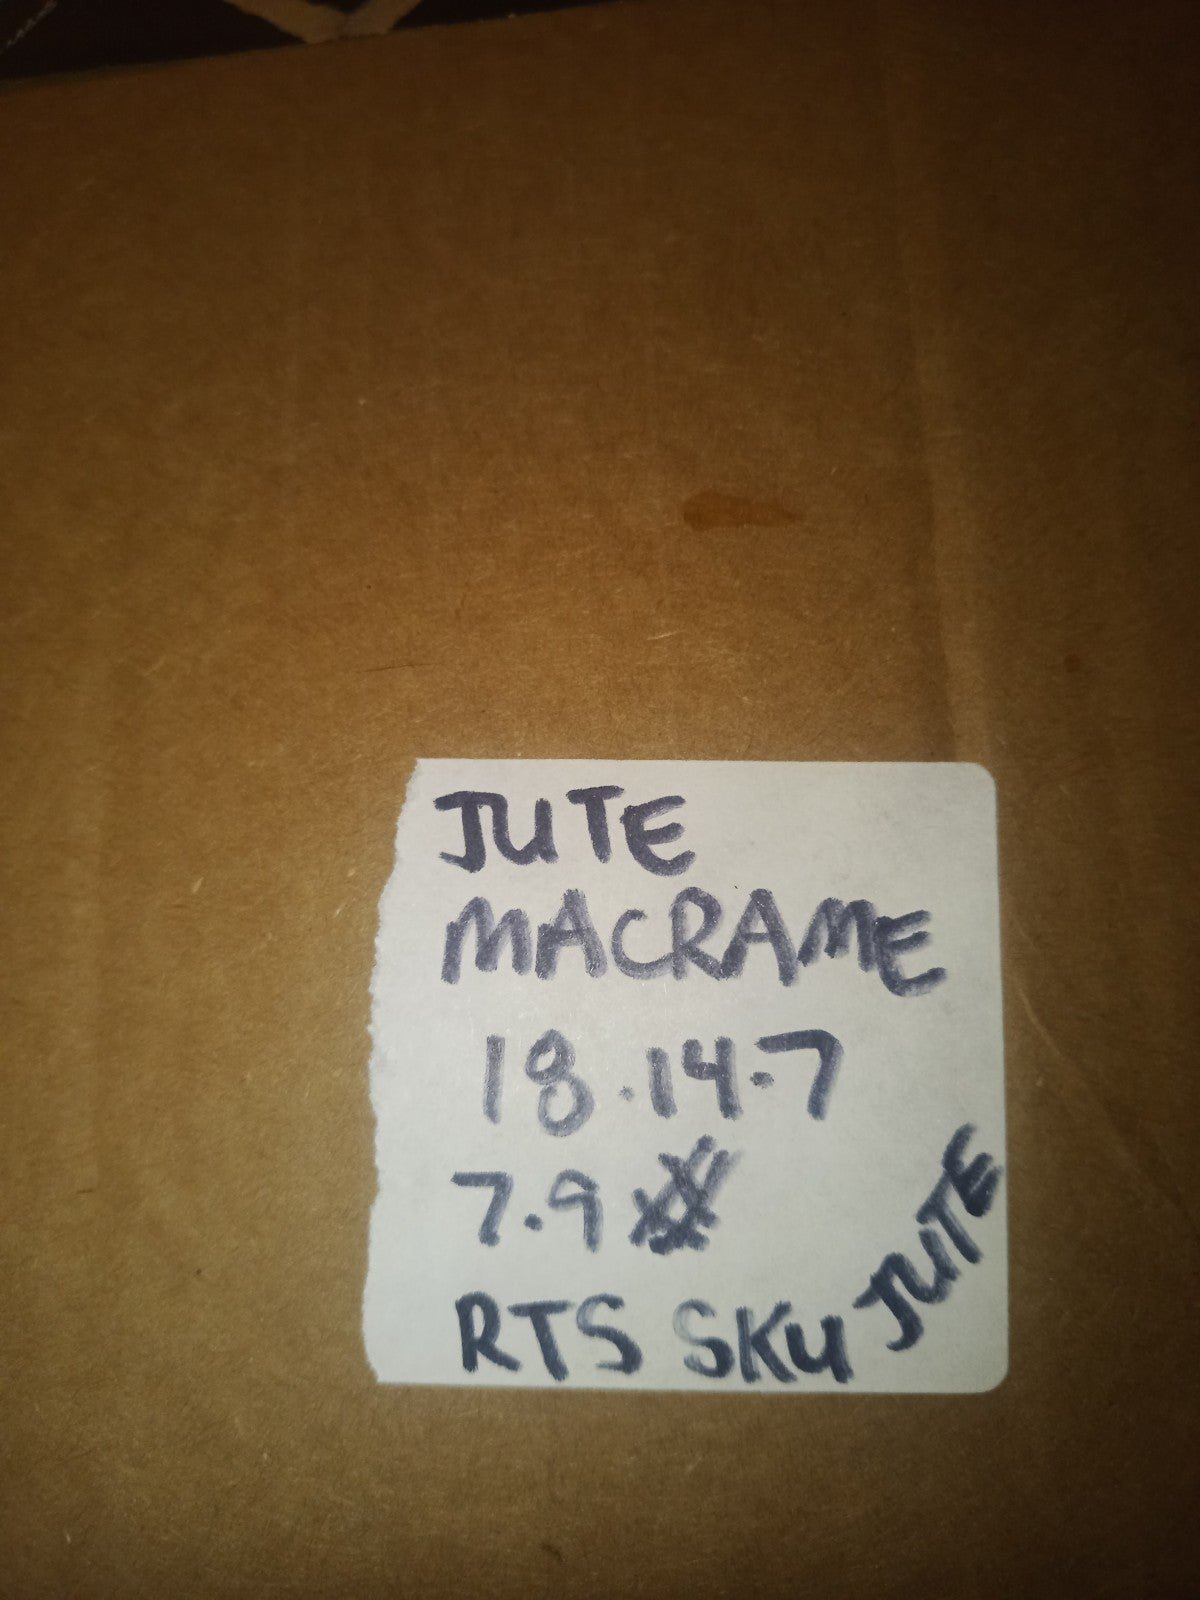 JUTE
MACRAME
18.14.7
7.9 #
RTS SKU JUTE